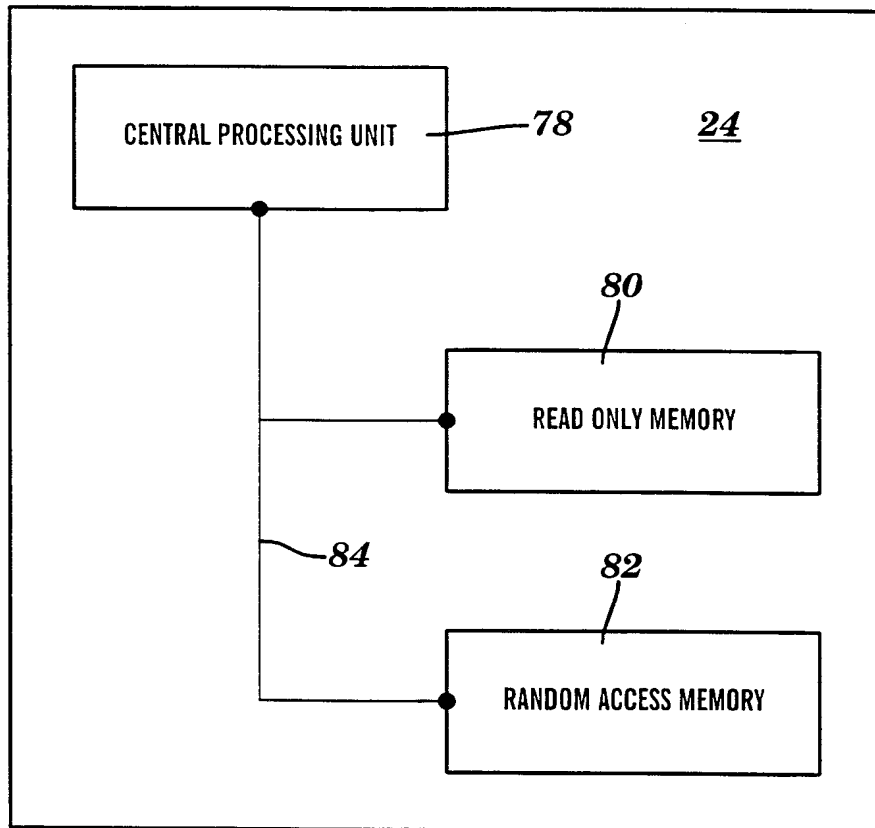 CENTRAL PROCESSING UNIT
78
24
80
READ ONLY MEMORY
84
82
RANDOM ACCESS MEMORY